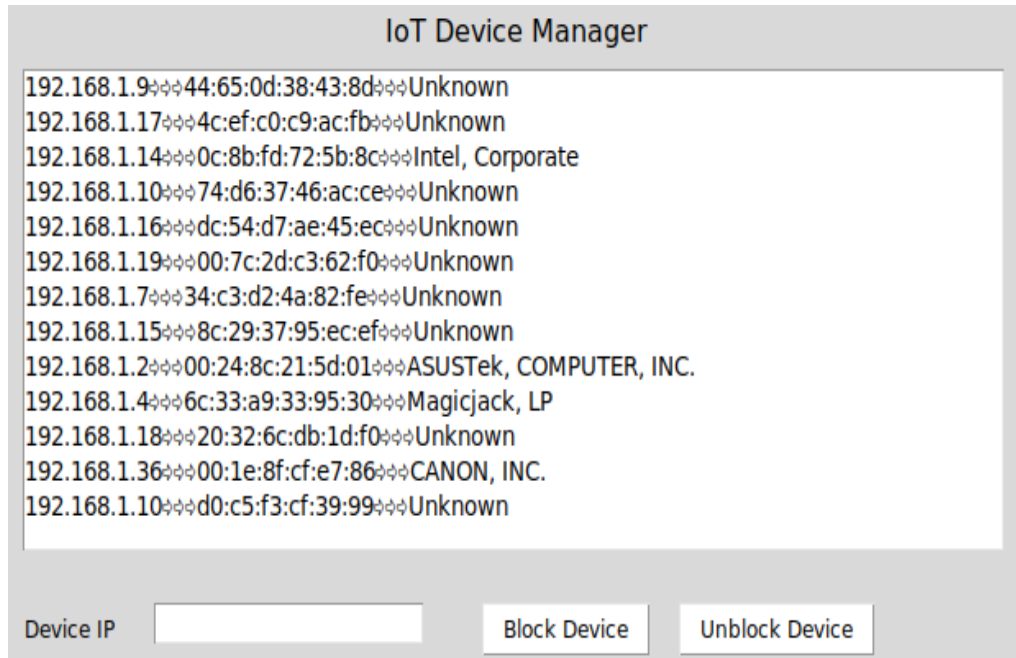 IoT Device Manager
192.168.1.9⇨⇨⇨44:65:0d:38:43:8d⇨⇨⇨Unknown
192.168.1.17⇨⇨⇨4c:ef:c0:c9:ac:fb⇨⇨⇨Unknown
192.168.1.14⇨⇨⇨0c:8b:fd:72:5b:8c⇨⇨⇨Intel, Corporate
192.168.1.10⇨⇨⇨74:d6:37:46:ac:ce⇨⇨⇨Unknown
192.168.1.16⇨⇨⇨dc:54:d7:ae:45:ec⇨⇨⇨Unknown
192.168.1.19⇨⇨⇨00:7c:2d:c3:62:f0⇨⇨⇨Unknown
192.168.1.7⇨⇨⇨34:c3:d2:4a:82:fe⇨⇨⇨Unknown
192.168.1.15⇨⇨⇨8c:29:37:95:ec:ef⇨⇨⇨Unknown
192.168.1.2⇨⇨⇨00:24:8c:21:5d:01⇨⇨⇨ASUSTek, COMPUTER, INC.
192.168.1.4⇨⇨⇨6c:33:a9:33:95:30⇨⇨⇨Magicjack, LP
192.168.1.18⇨⇨⇨20:32:6c:db:1d:f0⇨⇨⇨Unknown
192.168.1.36⇨⇨⇨00:1e:8f:cf:e7:86⇨⇨⇨CANON, INC.
192.168.1.10⇨⇨⇨d0:c5:f3:cf:39:99⇨⇨⇨Unknown
Device IP Block Device Unblock Device